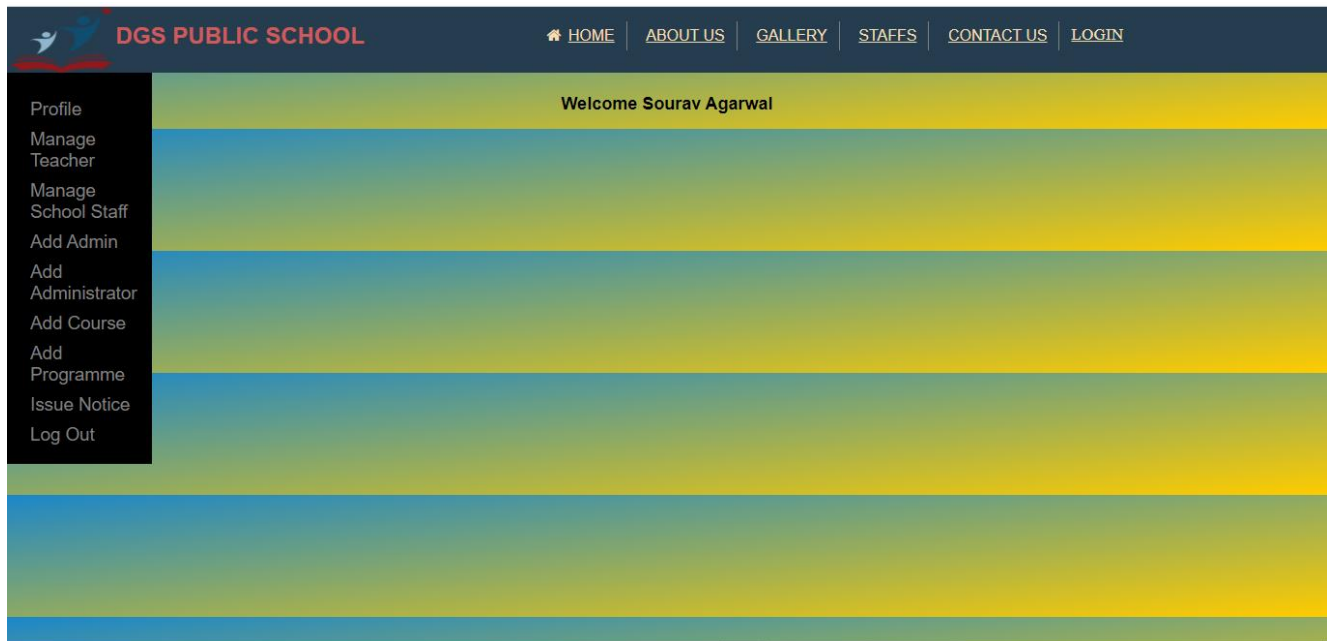 DGS PUBLIC SCHOOL
HOME ABOUT US GALLERY STAFFS CONTACT US LOGIN
Welcome Sourav Agarwal
Profile
Manage
Teacher
Manage
School Staff
Add Admin
Add
Administrator
Add Course
Add
Programme
Issue Notice
Log Out